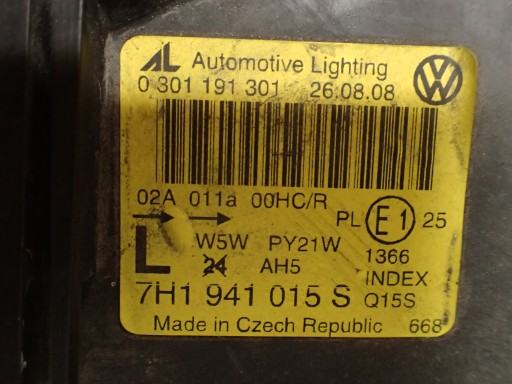 AL Automotive Lighting
0 301 191 301 26.08.08
02A 011a 00HC/R
PL E1 25
L W5W PY21W 1366
24 AH5 INDEX
7H1 941 015 S Q15S
Made in Czech Republic 668